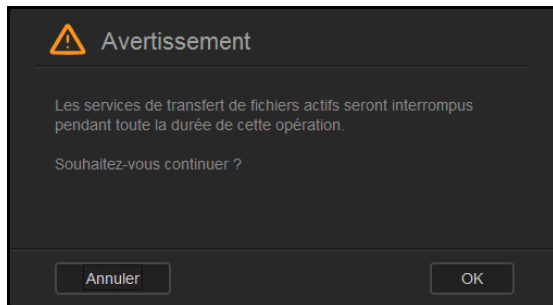 Avertissement
Les services de transfert de fichiers actifs seront interrompus
pendant toute la durée de cette opération.
Souhaitez-vous continuer ?
Annuler
OK